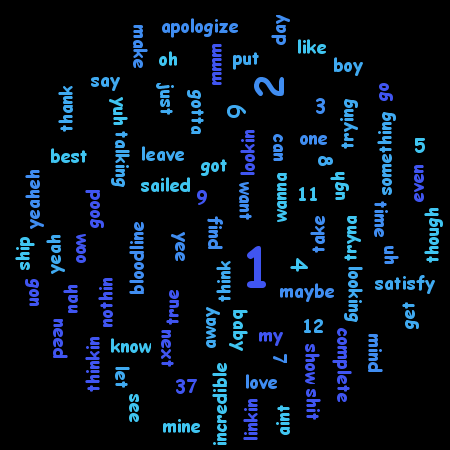 apologize
day
make
like
oh
mmm
put
boy
say
2
just
gotta
thank
yuh
3
go
trying
6
something
talking
lookin
can
one
5
best
leave
8
got
even
sailed
want
wanna
11
ugh
yeaheh
good
9
though
ship
yeah
woo
bloodline
yee
find
take
tryna
time
uh
1
4
think
looking
satisfy
gon
nah
nothin
maybe
get
true
away
baby
12
need
thinkin
know
next
my
7
complete
mind
let
37
incredible
love
show
shit
see
mine
linkin
aint